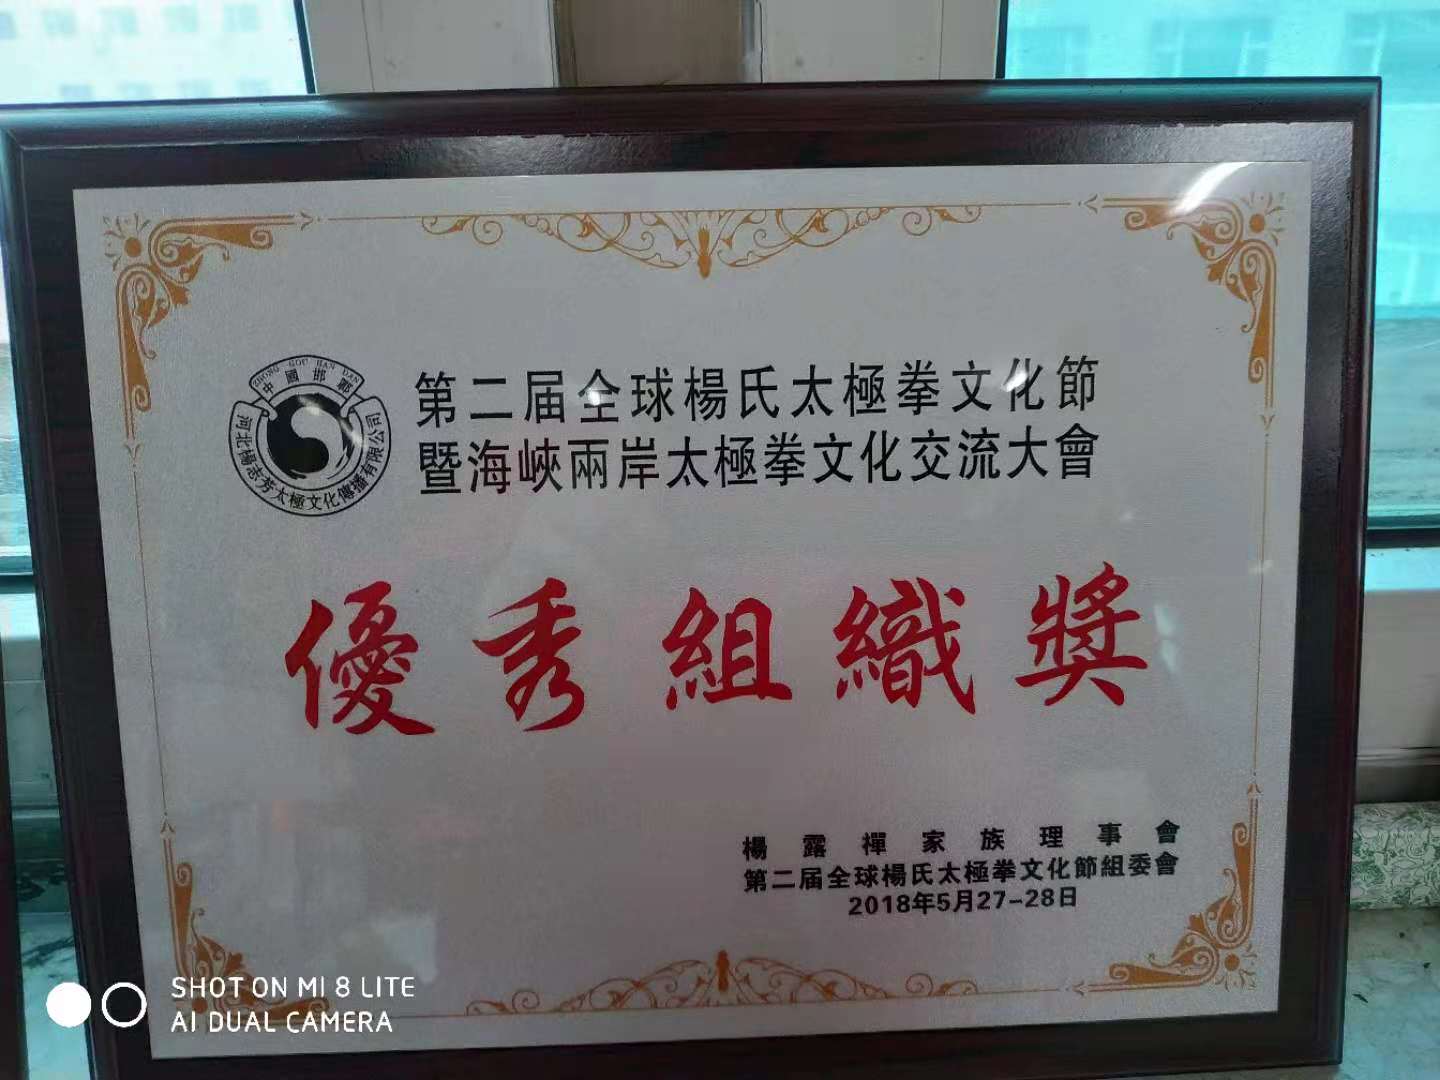 ZHONG GOU HAN DAN
中國邯鄲
河北楊志芳太極文化傳播有限公司
第二届全球楊氏太極拳文化節
暨海峽兩岸太極拳文化交流大會
優秀組織獎
楊露禪家族理事會
第二届全球楊氏太極拳文化節組委會
2018年5月27-28日
SHOT ON MI 8 LITE
AI DUAL CAMERA